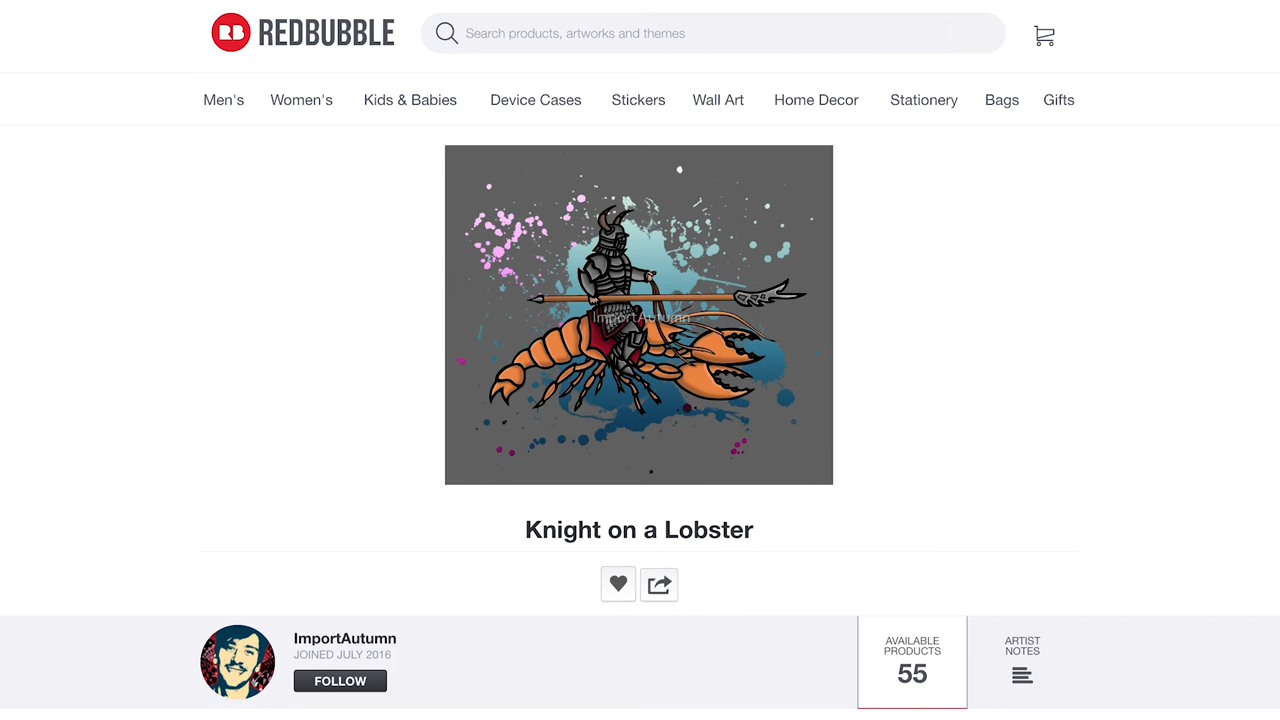 RB REDBUBBLE
Search products, artworks and themes
Men's Women's Kids & Babies Device Cases Stickers Wall Art Home Decor Stationery Bags Gifts
ImportAutumn
Knight on a Lobster
ImportAutumn
JOINED JULY 2016
FOLLOW
AVAILABLE
PRODUCTS
55
ARTIST
NOTES